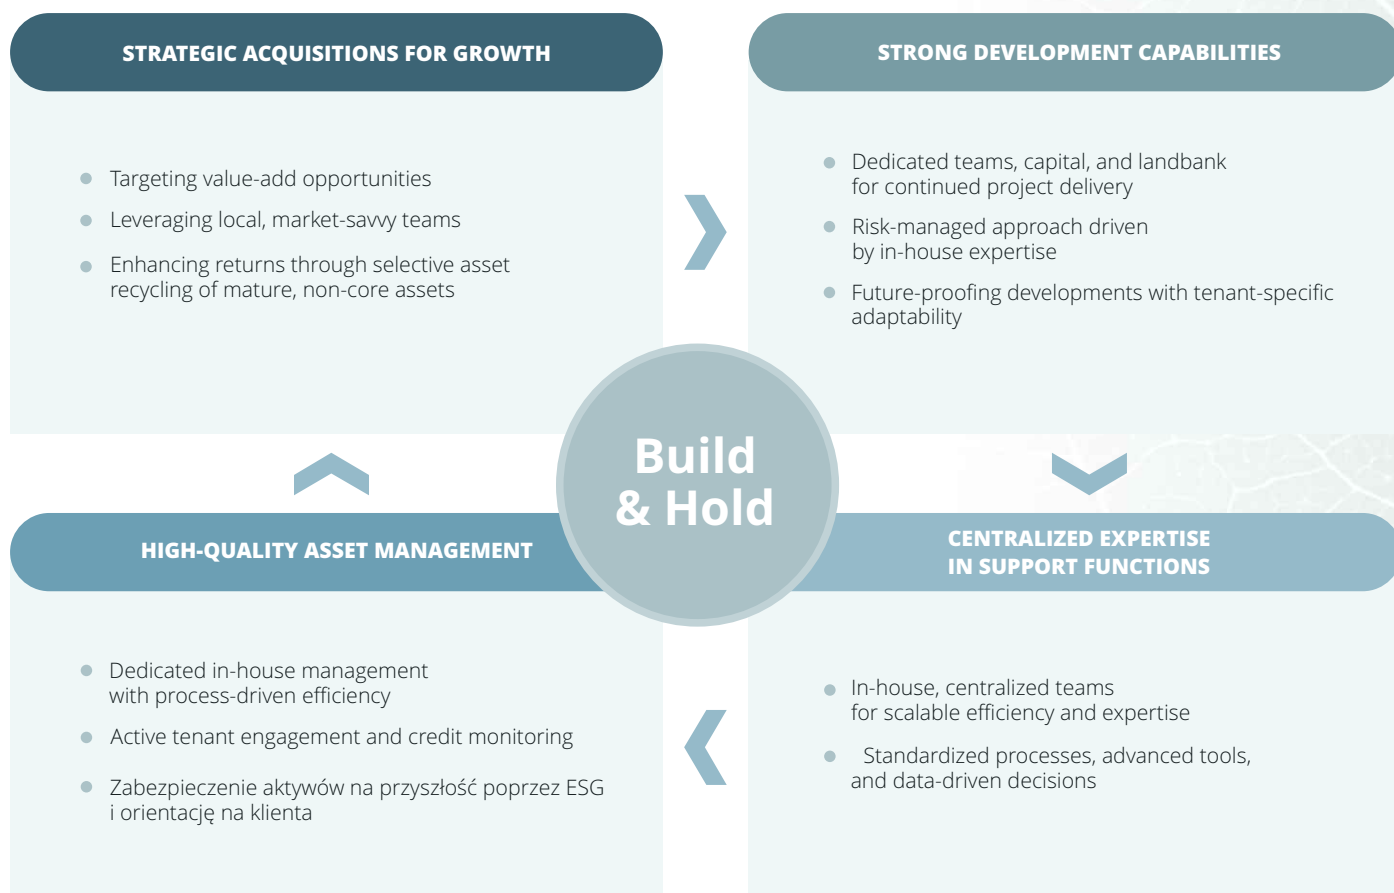 STRATEGIC ACQUISITIONS FOR GROWTH
Targeting value-add opportunities
Leveraging local, market-savvy teams
Enhancing returns through selective asset
recycling of mature, non-core assets
STRONG DEVELOPMENT CAPABILITIES
Dedicated teams, capital, and landbank
for continued project delivery
Risk-managed approach driven
by in-house expertise
Future-proofing developments with tenant-specific
adaptability
Build
& Hold
HIGH-QUALITY ASSET MANAGEMENT
Dedicated in-house management
with process-driven efficiency
Active tenant engagement and credit monitoring
Zabezpieczenie aktywów na przyszłość poprzez ESG
i orientację na klienta
CENTRALIZED EXPERTISE
IN SUPPORT FUNCTIONS
In-house, centralized teams
for scalable efficiency and expertise
Standardized processes, advanced tools,
and data-driven decisions